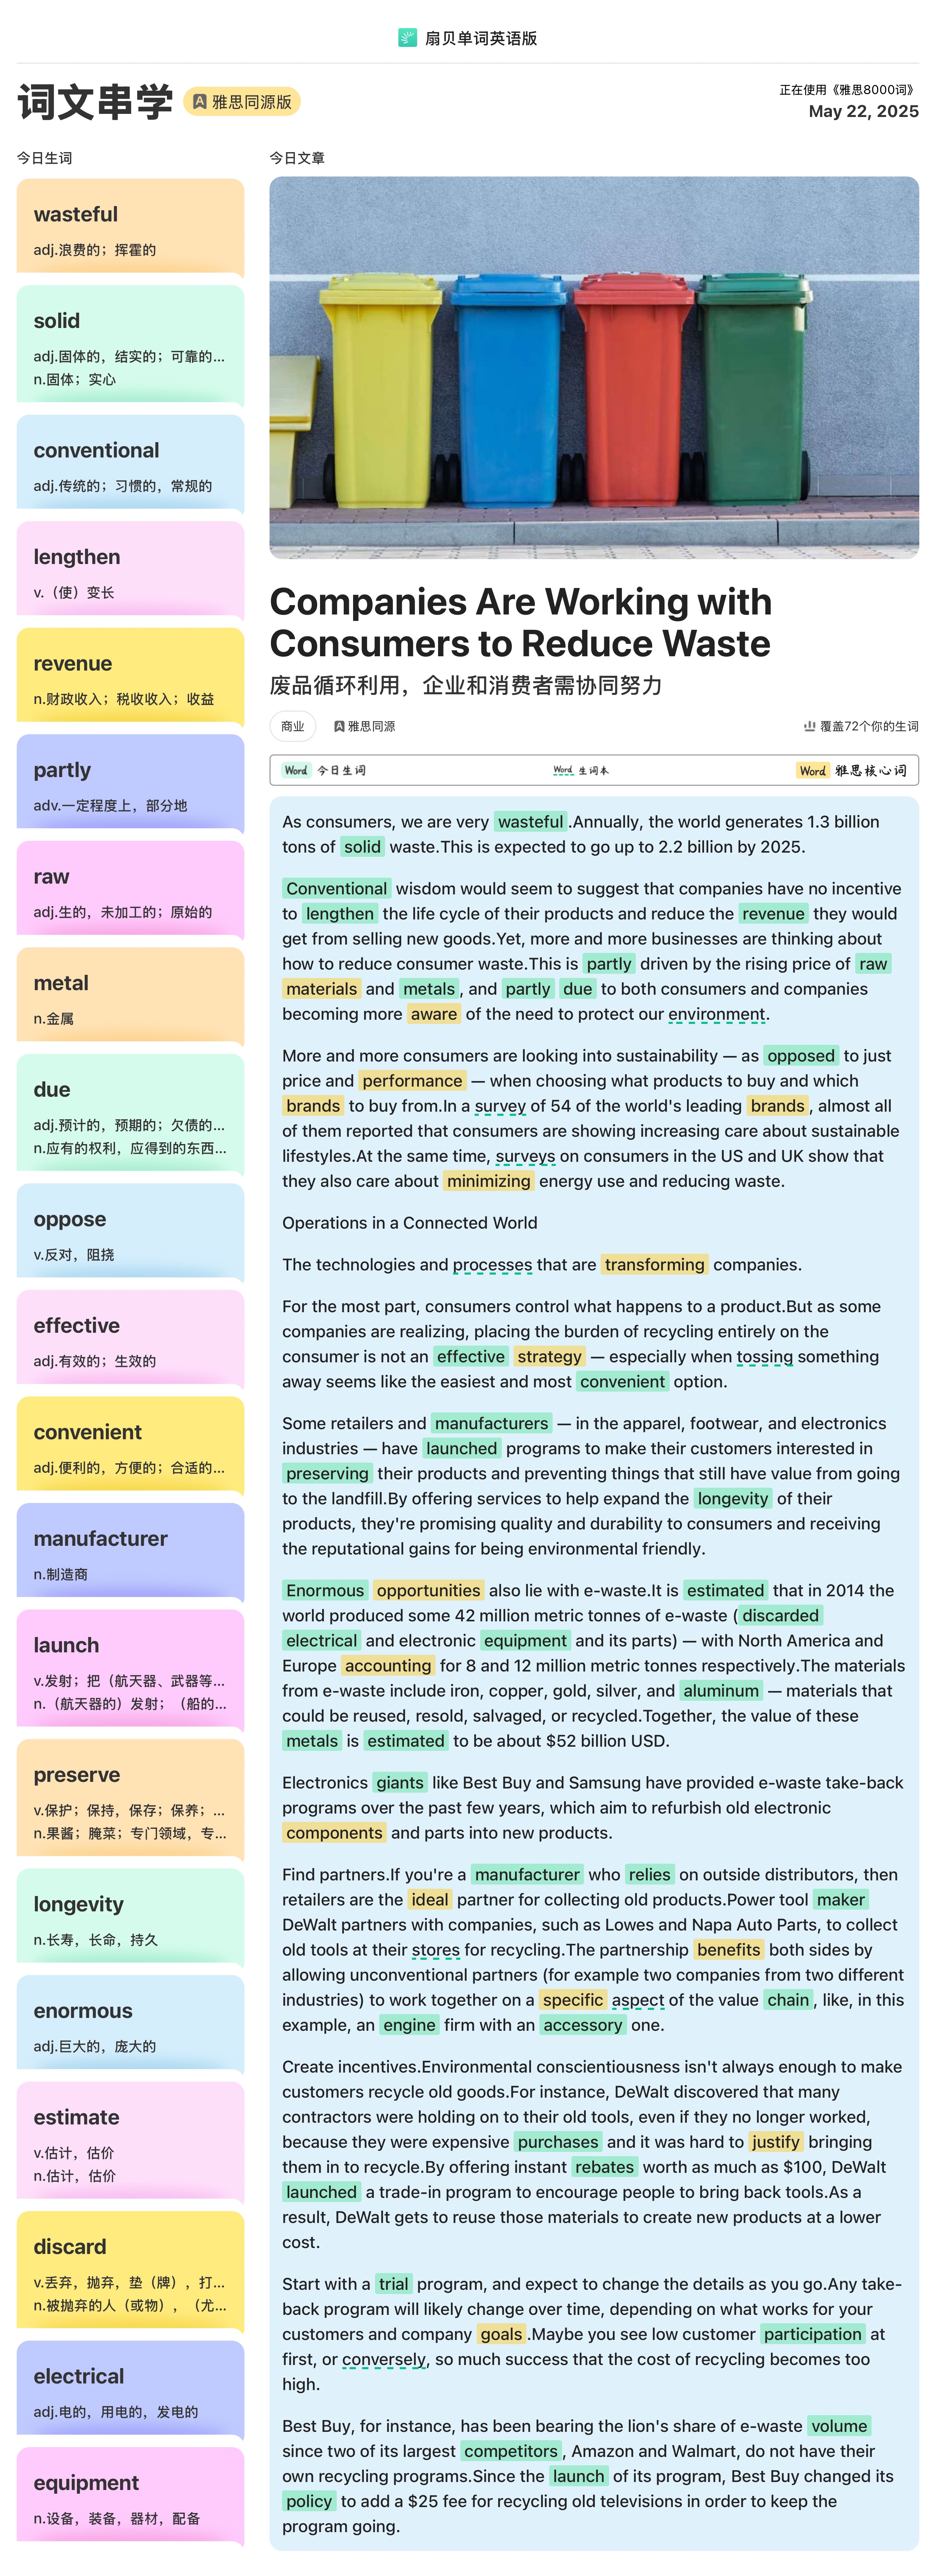 扇贝单词英语版
词文串学
雅思同源版
正在使用《雅思8000词》
May 22, 2025
今日生词
wasteful
adj.浪费的；挥霍的
solid
adj.固体的，结实的；可靠的...
n.固体；实心
conventional
adj.传统的；习惯的，常规的
lengthen
v.（使）变长
revenue
n.财政收入；税收收入；收益
partly
adv.一定程度上，部分地
raw
adj.生的，未加工的；原始的
metal
n.金属
due
adj.预计的，预期的；欠债的...
n.应有的权利，应得到的东西...
oppose
v.反对，阻挠
effective
adj.有效的；生效的
convenient
adj.便利的，方便的；合适的...
manufacturer
n.制造商
launch
v.发射；把（航天器、武器等...
n.（航天器的）发射；（船的...
preserve
v.保护；保持，保存；保养；...
n.果酱；腌菜；专门领域，专...
longevity
n.长寿，长命，持久
enormous
adj.巨大的，庞大的
estimate
v.估计，估价
n.估计，估价
discard
v.丢弃，抛弃，垫（牌），打...
n.被抛弃的人（或物），（尤...
electrical
adj.电的，用电的，发电的
equipment
n.设备，装备，器材，配备
今日文章
Companies Are Working with
Consumers to Reduce Waste
废品循环利用，企业和消费者需协同努力
商业
雅思同源
覆盖72个你的生词
Word 今日生词
Word 生词本
Word 雅思核心词
As consumers, we are very wasteful.Annually, the world generates 1.3 billion
tons of solid waste.This is expected to go up to 2.2 billion by 2025.
Conventional wisdom would seem to suggest that companies have no incentive
to lengthen the life cycle of their products and reduce the revenue they would
get from selling new goods.Yet, more and more businesses are thinking about
how to reduce consumer waste.This is partly driven by the rising price of raw
materials and metals, and partly due to both consumers and companies
becoming more aware of the need to protect our environment.
More and more consumers are looking into sustainability — as opposed to just
price and performance — when choosing what products to buy and which
brands to buy from.In a survey of 54 of the world's leading brands, almost all
of them reported that consumers are showing increasing care about sustainable
lifestyles.At the same time, surveys on consumers in the US and UK show that
they also care about minimizing energy use and reducing waste.
Operations in a Connected World
The technologies and processes that are transforming companies.
For the most part, consumers control what happens to a product.But as some
companies are realizing, placing the burden of recycling entirely on the
consumer is not an effective strategy — especially when tossing something
away seems like the easiest and most convenient option.
Some retailers and manufacturers — in the apparel, footwear, and electronics
industries — have launched programs to make their customers interested in
preserving their products and preventing things that still have value from going
to the landfill.By offering services to help expand the longevity of their
products, they're promising quality and durability to consumers and receiving
the reputational gains for being environmental friendly.
Enormous opportunities also lie with e-waste.It is estimated that in 2014 the
world produced some 42 million metric tonnes of e-waste (discarded
electrical and electronic equipment and its parts) — with North America and
Europe accounting for 8 and 12 million metric tonnes respectively.The materials
from e-waste include iron, copper, gold, silver, and aluminum — materials that
could be reused, resold, salvaged, or recycled.Together, the value of these
metals is estimated to be about $52 billion USD.
Electronics giants like Best Buy and Samsung have provided e-waste take-back
programs over the past few years, which aim to refurbish old electronic
components and parts into new products.
Find partners.If you're a manufacturer who relies on outside distributors, then
retailers are the ideal partner for collecting old products.Power tool maker
DeWalt partners with companies, such as Lowes and Napa Auto Parts, to collect
old tools at their stores for recycling.The partnership benefits both sides by
allowing unconventional partners (for example two companies from two different
industries) to work together on a specific aspect of the value chain, like, in this
example, an engine firm with an accessory one.
Create incentives.Environmental conscientiousness isn't always enough to make
customers recycle old goods.For instance, DeWalt discovered that many
contractors were holding on to their old tools, even if they no longer worked,
because they were expensive purchases and it was hard to justify bringing
them in to recycle.By offering instant rebates worth as much as $100, DeWalt
launched a trade-in program to encourage people to bring back tools.As a
result, DeWalt gets to reuse those materials to create new products at a lower
cost.
Start with a trial program, and expect to change the details as you go.Any take-
back program will likely change over time, depending on what works for your
customers and company goals.Maybe you see low customer participation at
first, or conversely, so much success that the cost of recycling becomes too
high.
Best Buy, for instance, has been bearing the lion's share of e-waste volume
since two of its largest competitors, Amazon and Walmart, do not have their
own recycling programs.Since the launch of its program, Best Buy changed its
policy to add a $25 fee for recycling old televisions in order to keep the
program going.